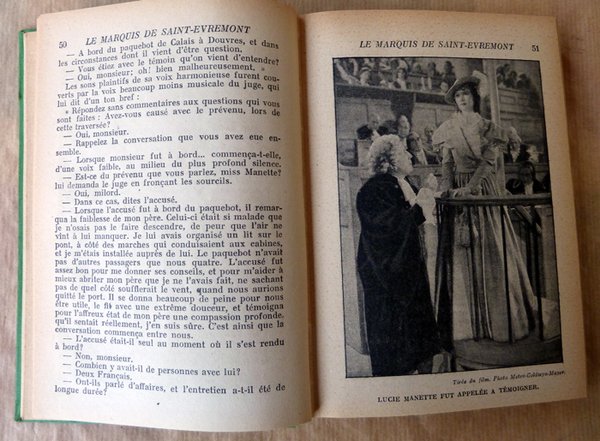 50 LE MARQUIS DE SAINT-EVREMONT
— A bord du paquebot de Calais à Douvres, et dans
les circonstances dont il vient d'être question.
— Vous étiez avec le témoin qu'on vient d'entendre?
— Oui, monsieur; oh! bien malheureusement. »
Les sons plaintifs de sa voix harmonieuse furent cou-
verts par la voix beaucoup moins musicale du juge, qui
lui dit d'un ton bref :
« Répondez sans commentaires aux questions qui vous
sont faites : Avez-vous causé avec le prévenu, lors de
cette traversée?
— Oui, monsieur.
— Rappelez la conversation que vous avez eue en-
semble.
— Lorsque monsieur fut à bord... commença-t-elle,
d'une voix faible, au milieu du plus profond silence.
— Est-ce du prévenu que vous parlez, miss Manette?
lui demanda le juge en fronçant les sourcils.
— Oui, milord.
— Dans ce cas, dites l'accusé.
— Lorsque l'accusé fut à bord du paquebot, il remar-
qua la faiblesse de mon père. Celui-ci était si malade que
je n'osais pas le faire descendre, de peur que l'air ne
vînt à lui manquer. Je lui avais organisé un lit sur le
pont, à côté des marches qui conduisaient aux cabines,
et je m'étais installée auprès de lui. Le paquebot n'avait
pas d'autres passagers que nous quatre. L'accusé fut
assez bon pour me donner ses conseils, et pour m'aider à
mieux abriter mon père que je ne l'avais fait, ne sachant
pas de quel côté soufflerait le vent, quand nous aurions
quitté le port. Il se donna beaucoup de peine pour nous
être utile, le fit avec une extrême douceur, et témoigna
pour l'affreux état de mon père une compassion profonde,
qu'il sentait réellement, j'en suis sûre. C'est ainsi que la
conversation commença entre nous.
— L'accusé était-il seul au moment où il s'est rendu
à bord?
— Non, monsieur.
— Combien y avait-il de personnes avec lui?
— Deux Français.
— Ont-ils parlé d'affaires, et l'entretien a-t-il été de
longue durée?
LE MARQUIS DE SAINT-EVREMONT 51
Tirée du film. Photo Metro-Goldwyn-Mayer.
LUCIE MANETTE FUT APPELÉE A TÉMOIGNER.